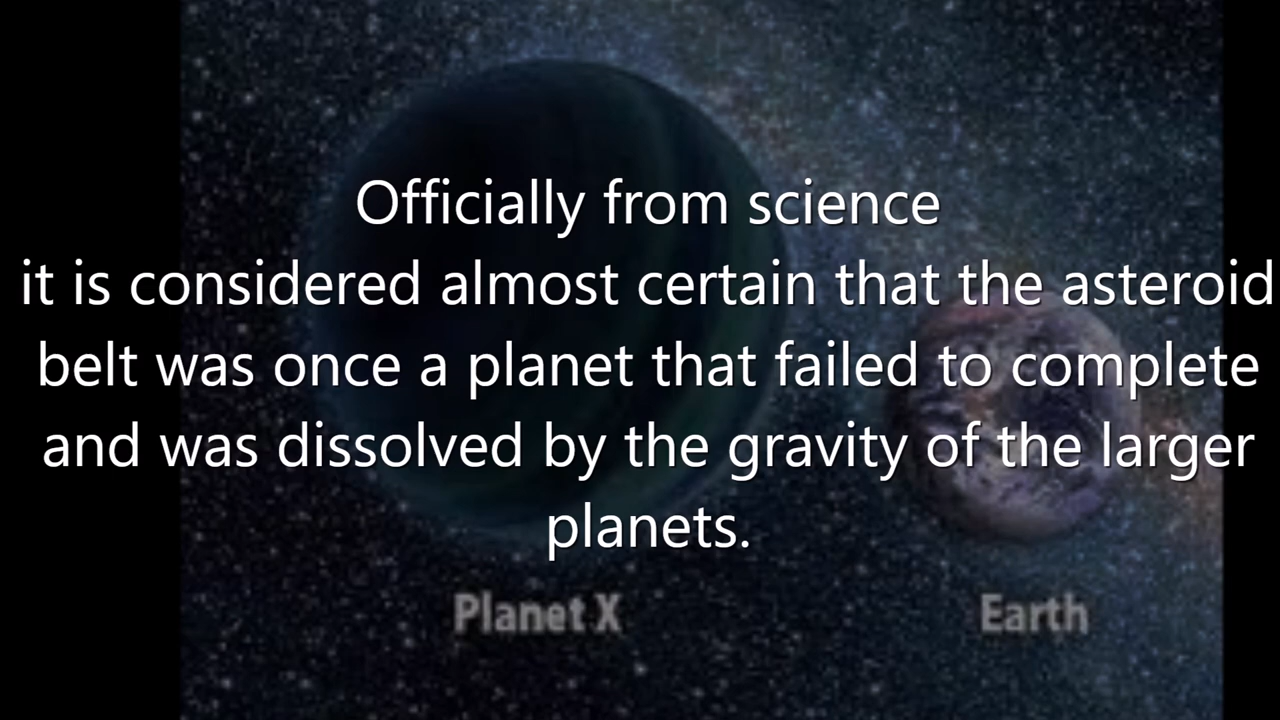 Officially from science
it is considered almost certain that the asteroid
belt was once a planet that failed to complete
and was dissolved by the gravity of the larger
planets.
Planet X
Earth